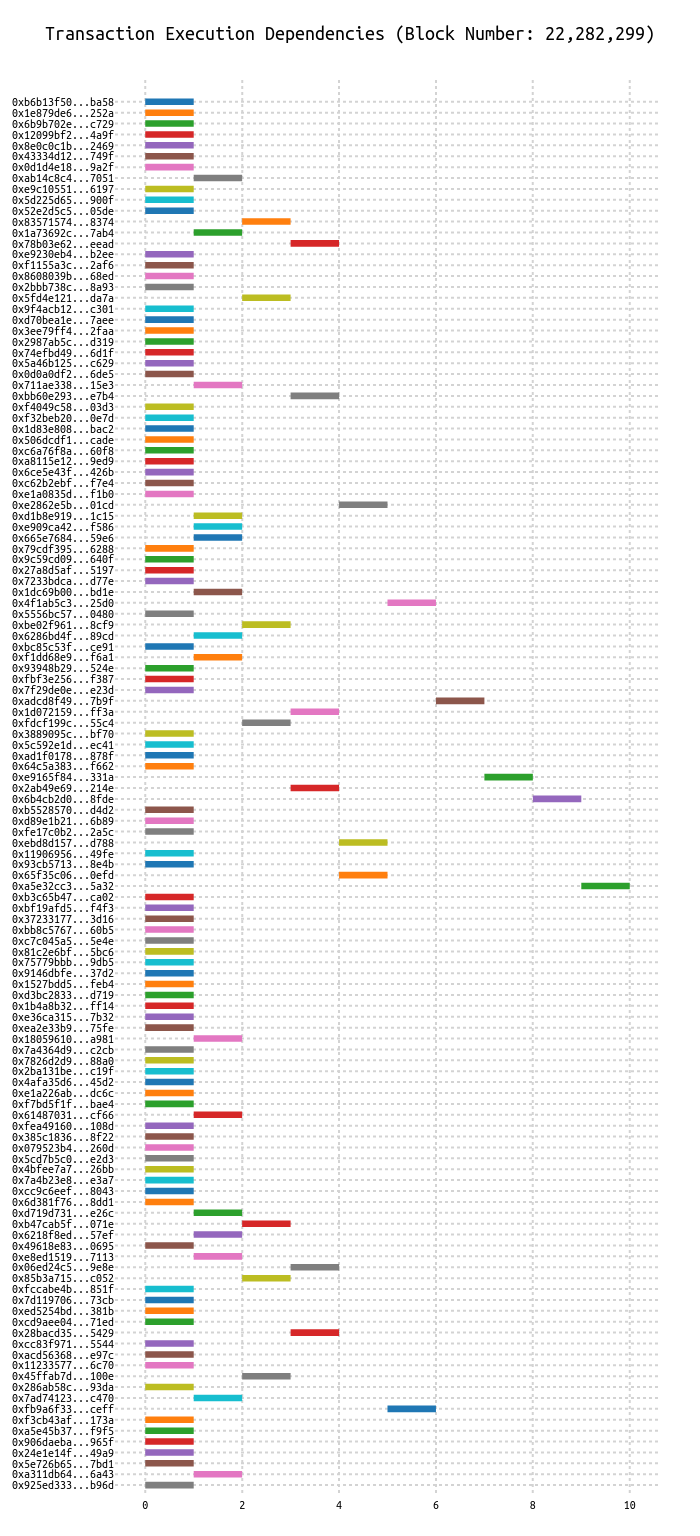 Transaction Execution Dependencies (Block Number: 22,282,299)
0xb6b13f50...ba58
0x1e879de6...252a
0x6b9b702e...c729
0x12099bf2...4a9f
0x8e0c0c1b...2469
0x43334d12...749f
0x0d1d4e18...9a2f
0xab14c8c4...7051
0xe9c10551...6197
0x5d225d65...900f
0x52e2d5c5...05de
0x83571574...8374
0x1a73692c...7ab4
0x78b03e62...eead
0xe9230eb4...b2ee
0xf1155a3c...2af6
0x8608039b...68ed
0x2bbb738c...8a93
0x5fd4e121...da7a
0x9f4acb12...c301
0xd70bea1e...7aee
0x3ee79ff4...2faa
0x2987ab5c...d319
0x74efbd49...6d1f
0x5a46b125...c629
0x0d0a0df2...6de5
0x711ae338...15e3
0xbb60e293...e7b4
0xf4049c58...03d3
0xf32beb20...0e7d
0x1d83e808...bac2
0x506dcdf1...cade
0xc6a76f8a...60f8
0xa8115e12...9ed9
0x6ce5e43f...426b
0xc62b2ebf...f7e4
0xe1a0835d...f1b0
0xe2862e5b...01cd
0xd1b8e919...1c15
0xe909ca42...f586
0x665e7684...59e6
0x79cdf395...6288
0x9c59cd09...640f
0x27a8d5af...5197
0x7233bdca...d77e
0x1dc69b00...bd1e
0x4f1ab5c3...25d0
0x5556bc57...0480
0xbe02f961...8cf9
0x6286bd4f...89cd
0xbc85c53f...ce91
0xf1dd68e9...f6a1
0x93948b29...524e
0xfbf3e256...f387
0x7f29de0e...e23d
0xadcd8f49...7b9f
0x1d072159...ff3a
0xfdcf199c...55c4
0x3889095c...bf70
0x5c592e1d...ec41
0xad1f0178...878f
0x64c5a383...f662
0xe9165f84...331a
0x2ab49e69...214e
0x6b4cb2d0...8fde
0xb5528570...d4d2
0xd89e1b21...6b89
0xfe17c0b2...2a5c
0xebd8d157...d788
0x11906956...49fe
0x93cb5713...8e4b
0x65f35c06...0efd
0xa5e32cc3...5a32
0xb3c65b47...ca02
0xbf19afd5...f4f3
0x37233177...3d16
0xbb8c5767...60b5
0xc7c045a5...5e4e
0x81c2e6bf...5bc6
0x75779bbb...9db5
0x9146dbfe...37d2
0x1527bdd5...feb4
0xd3bc2833...d719
0x1b4a8b32...ff14
0xe36ca315...7b32
0xea2e33b9...75fe
0x18059610...a981
0x7a4364d9...c2cb
0x7826d2d9...88a0
0x2ba131be...c19f
0x4afa35d6...45d2
0xe1a226ab...dc6c
0xf7bd5f1f...bae4
0x61487031...cf66
0xfea49160...108d
0x385c1836...8f22
0x079523b4...260d
0x5cd7b5c0...e2d3
0x4bfee7a7...26bb
0x7a4b23e8...e3a7
0xcc9c6eef...8043
0x6d381f76...8dd1
0xd719d731...e26c
0xb47cab5f...071e
0x6218f8ed...57ef
0x49618e83...0695
0xe8ed1519...7113
0x06ed24c5...9e8e
0x85b3a715...c052
0xfccabe4b...851f
0x7d119706...73cb
0xed5254bd...381b
0xcd9aee04...71ed
0x28bacd35...5429
0xcc83f971...5544
0xacd56368...e97c
0x11233577...6c70
0x45ffab7d...100e
0x286ab58c...93da
0x7ad74123...c470
0xfb9a6f33...ceff
0xf3cb43af...173a
0xa5e45b37...f9f5
0x906daeba...965f
0x24e1e14f...49a9
0x5e726b65...7bd1
0xa311db64...6a43
0x925ed333...b96d
0 2 4 6 8 10